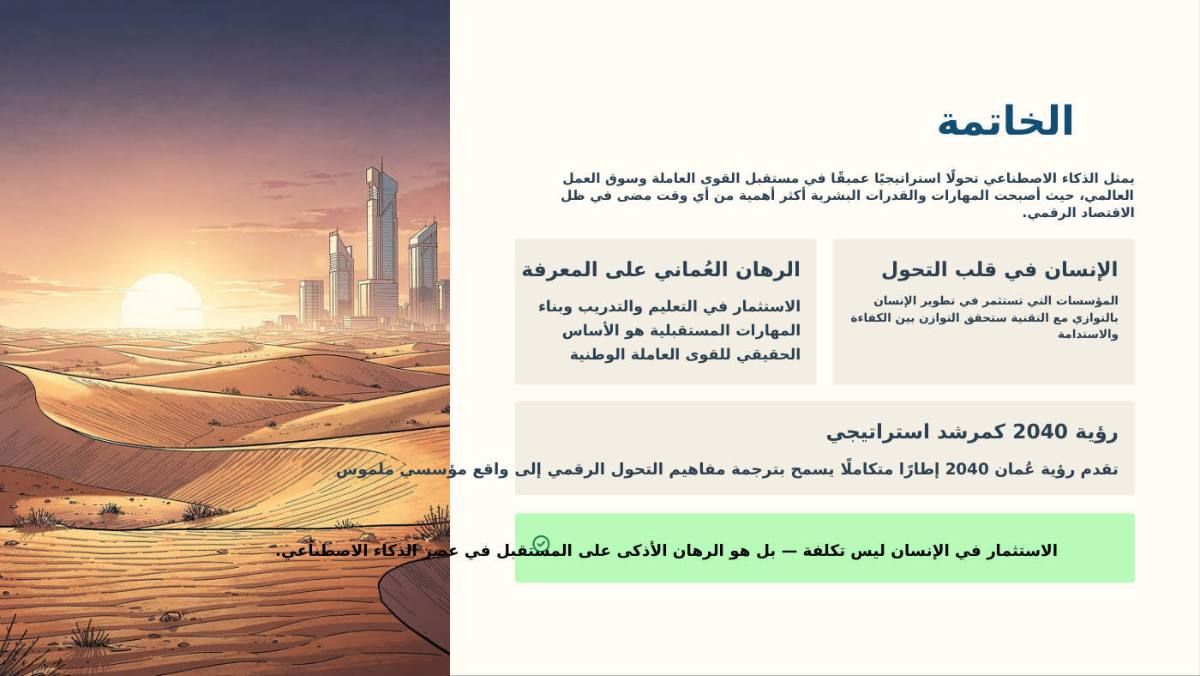 الخاتمة
يمثل الذكاء الاصطناعي تحولًا استراتيجيًا عميقًا في مستقبل القوى العاملة وسوق العمل
العالمي، حيث أصبحت المهارات والقدرات البشرية أكثر أهمية من أي وقت مضى في ظل
الاقتصاد الرقمي.
الإنسان في قلب التحول
المؤسسات التي تستثمر في تطوير الإنسان
بالتوازي مع التقنية ستحقق التوازن بين الكفاءة
والاستدامة
الرهان العُماني على المعرفة
الاستثمار في التعليم والتدريب وبناء
المهارات المستقبلية هو الأساس
الحقيقي للقوى العاملة الوطنية
رؤية 2040 كمرشد استراتيجي
تقدم رؤية عُمان 2040 إطارًا متكاملًا يسمح بترجمة مفاهيم التحول الرقمي إلى واقع مؤسسي ملموس
الاستثمار في الإنسان ليس تكلفة — بل هو الرهان الأذكى على المستقبل في عصر الذكاء الاصطناعي.